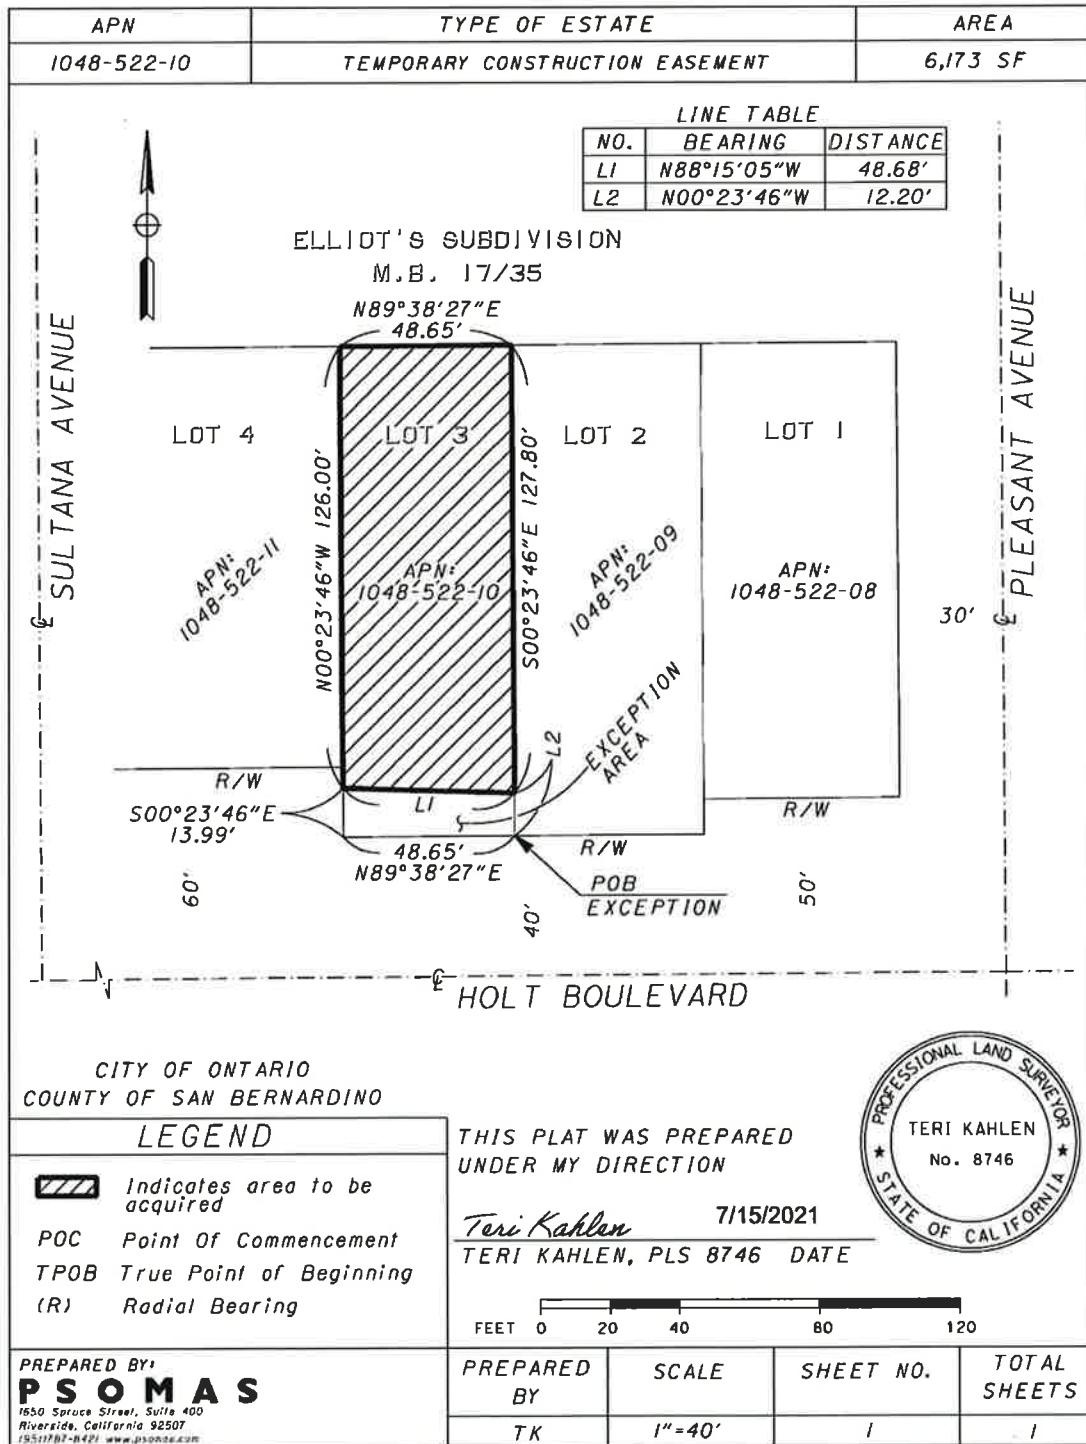 APN TYPE OF ESTATE AREA
1048-522-10 TEMPORARY CONSTRUCTION EASEMENT 6,173 SF
LINE TABLE
NO. BEARING DISTANCE
L1 N88°15'05"W 48.68'
L2 N00°23'46"W 12.20'
ELLIOT'S SUBDIVISION
M.B. 17/35
N89°38'27"E
48.65'
SULTANA AVENUE
PLEASANT AVENUE
LOT 4
LOT 3
LOT 2
LOT 1
N00°23'46"W 126.00'
S00°23'46"E 127.80'
APN:
1048-522-11
APN:
1048-522-10
APN:
1048-522-09
APN:
1048-522-08
30'
℄
℄
L2
EXCEPTION
AREA
R/W
L1
S00°23'46"E
13.99'
R/W
48.65'
N89°38'27"E
R/W
POB
EXCEPTION
60'
40'
50'
℄
HOLT BOULEVARD
CITY OF ONTARIO
COUNTY OF SAN BERNARDINO
LEGEND
Indicates area to be
acquired
POC Point Of Commencement
TPOB True Point of Beginning
(R) Radial Bearing
THIS PLAT WAS PREPARED
UNDER MY DIRECTION
Teri Kahlen 7/15/2021
TERI KAHLEN, PLS 8746 DATE
PROFESSIONAL LAND SURVEYOR
TERI KAHLEN
No. 8746
STATE OF CALIFORNIA
FEET 0 20 40 80 120
PREPARED BY:
PSOMAS
1650 Spruce Street, Suite 400
Riverside, California 92507
(951)787-8421 www.psomas.com
PREPARED
BY
SCALE
SHEET NO.
TOTAL
SHEETS
TK 1"=40' 1 1